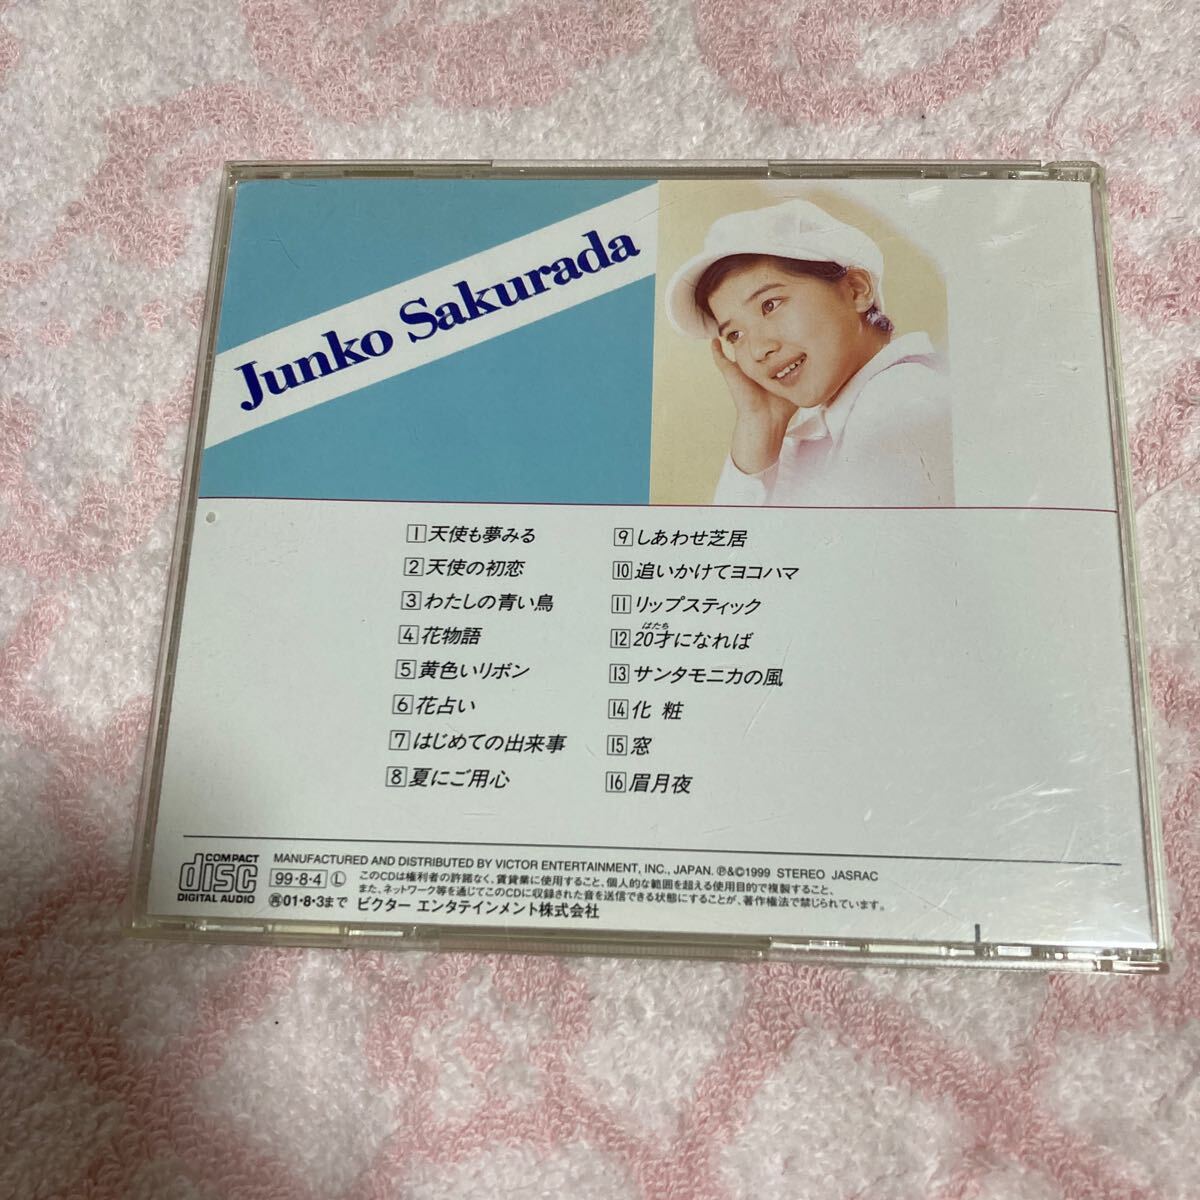 Junko Sakurada
1 天使も夢みる
2 天使の初恋
3 わたしの青い鳥
4 花物語
5 黄色いリボン
6 花占い
7 はじめての出来事
8 夏にご用心
9 しあわせ芝居
10 追いかけてヨコハマ
11 リップスティック
はたち
12 20才になれば
13 サンタモニカの風
14 化 粧
15 窓
16 眉月夜
COMPACT
disc
DIGITAL AUDIO
MANUFACTURED AND DISTRIBUTED BY VICTOR ENTERTAINMENT, INC., JAPAN. ℗&©1999 STEREO JASRAC
99・8・4 Ⓛ
このCDは権利者の許諾なく、賃貸業に使用すること、個人的な範囲を超える使用目的で複製すること、
また、ネットワーク等を通じてこのCDに収録された音を送信できる状態にすることが、著作権法で禁じられています。
㋐01・8・3まで ビクター エンタテインメント株式会社